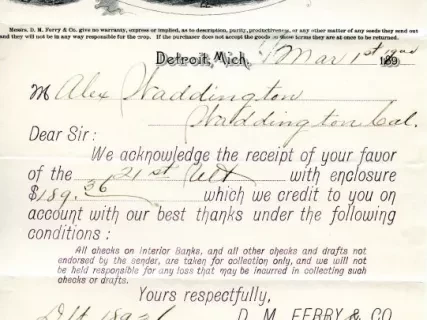 Messrs. D. M. Ferry & Co. give no warranty, express or implied, as to description, purity, productiveness, or any other matter of any seeds they send out
and they will not be in any way responsible for the crop. If the purchaser does not accept the goods on these terms they are at once to be returned.
Detroit, Mich. Mar 1st 1900 189
M Alex Waddington
Waddington Cal.
Dear Sir:
We acknowledge the receipt of your favor
of the 21st Ult with enclosure
$189.36 which we credit to you on
account with our best thanks under the following
conditions:
All checks on Interior Banks, and all other checks and drafts not
endorsed by the sender, are taken for collection only, and we will not
be held responsible for any loss that may be incurred in collecting such
checks or drafts.
Yours respectfully,
D. M. FERRY & CO.